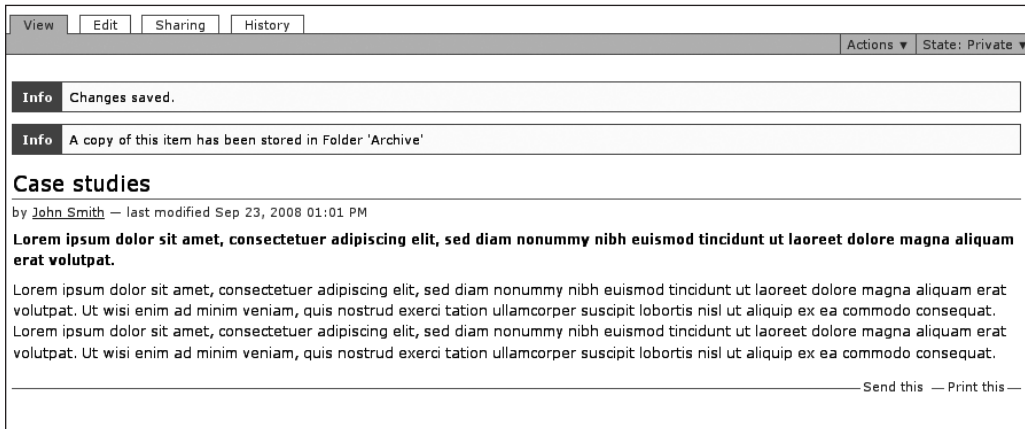 View Edit Sharing History
Actions ▼ State: Private ▼
Info Changes saved.
Info A copy of this item has been stored in Folder 'Archive'
Case studies
by John Smith — last modified Sep 23, 2008 01:01 PM
Lorem ipsum dolor sit amet, consectetuer adipiscing elit, sed diam nonummy nibh euismod tincidunt ut laoreet dolore magna aliquam
erat volutpat.
Lorem ipsum dolor sit amet, consectetuer adipiscing elit, sed diam nonummy nibh euismod tincidunt ut laoreet dolore magna aliquam erat
volutpat. Ut wisi enim ad minim veniam, quis nostrud exerci tation ullamcorper suscipit lobortis nisl ut aliquip ex ea commodo consequat.
Lorem ipsum dolor sit amet, consectetuer adipiscing elit, sed diam nonummy nibh euismod tincidunt ut laoreet dolore magna aliquam erat
volutpat. Ut wisi enim ad minim veniam, quis nostrud exerci tation ullamcorper suscipit lobortis nisl ut aliquip ex ea commodo consequat.
Send this — Print this —